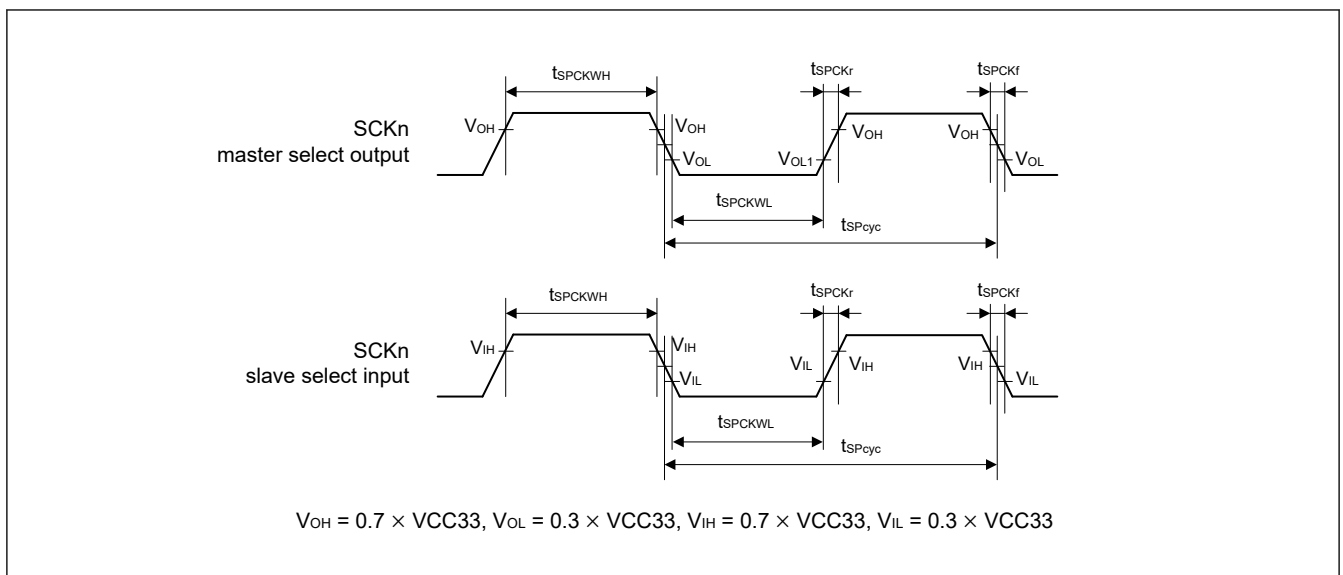 tSPCKWH
tSPCKr
tSPCKf
SCKn
master select output
VOH
VOH
VOL
VOL1
VOH
VOH
VOL
tSPCKWL
tSPcyc
tSPCKWH
tSPCKr
tSPCKf
SCKn
slave select input
VIH
VIH
VIL
VIL
VIH
VIH
VIL
tSPCKWL
tSPcyc
VOH = 0.7 × VCC33, VOL = 0.3 × VCC33, VIH = 0.7 × VCC33, VIL = 0.3 × VCC33